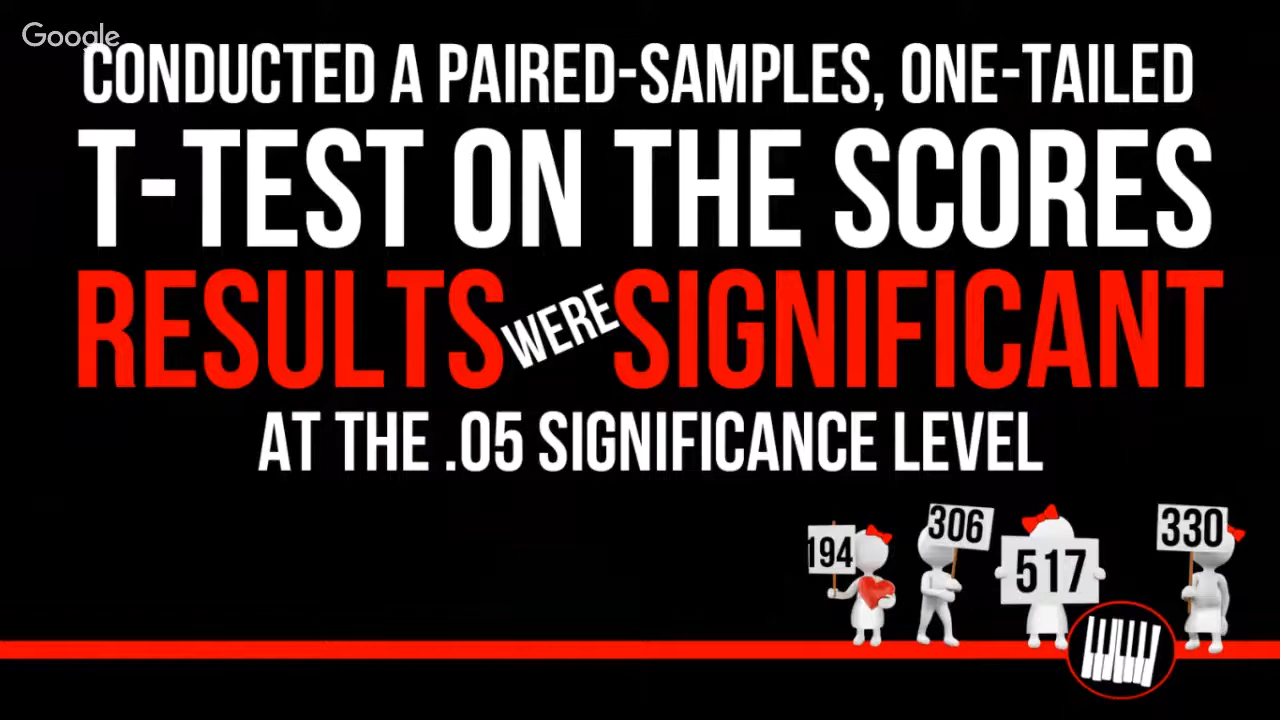 Google
CONDUCTED A PAIRED-SAMPLES, ONE-TAILED
T-TEST ON THE SCORES
RESULTS WERE SIGNIFICANT
AT THE .05 SIGNIFICANCE LEVEL
194
306
517
330